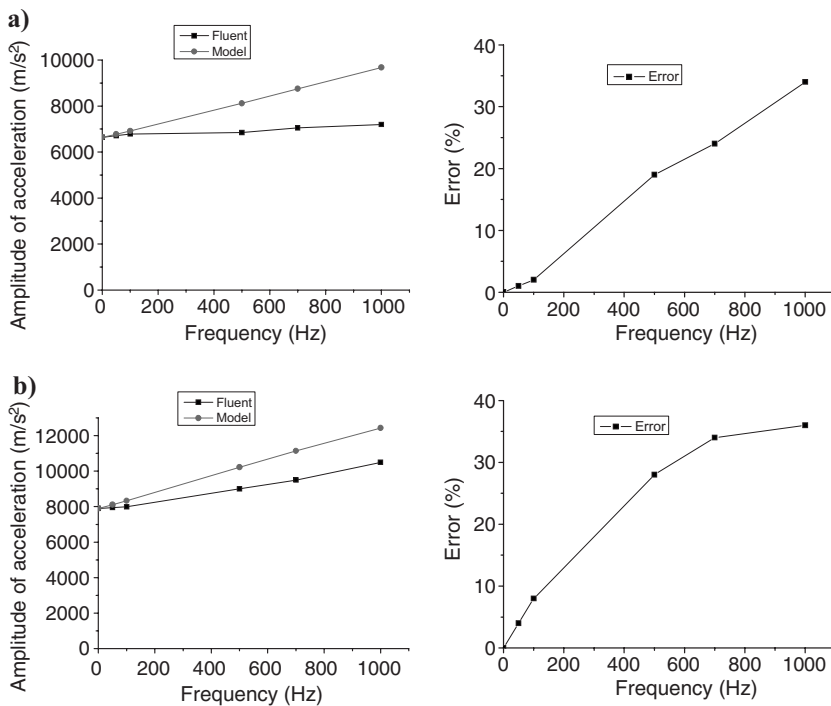 a)
Fluent
Model
Amplitude of acceleration (m/s²)
10000
8000
6000
4000
2000
0
0 200 400 600 800 1000
Frequency (Hz)
Error
Error (%)
40
30
20
10
0
0 200 400 600 800 1000
Frequency (Hz)
b)
Fluent
Model
Amplitude of acceleration (m/s²)
12000
10000
8000
6000
4000
2000
0
0 200 400 600 800 1000
Frequency (Hz)
Error
Error (%)
40
30
20
10
0
0 200 400 600 800 1000
Frequency (Hz)